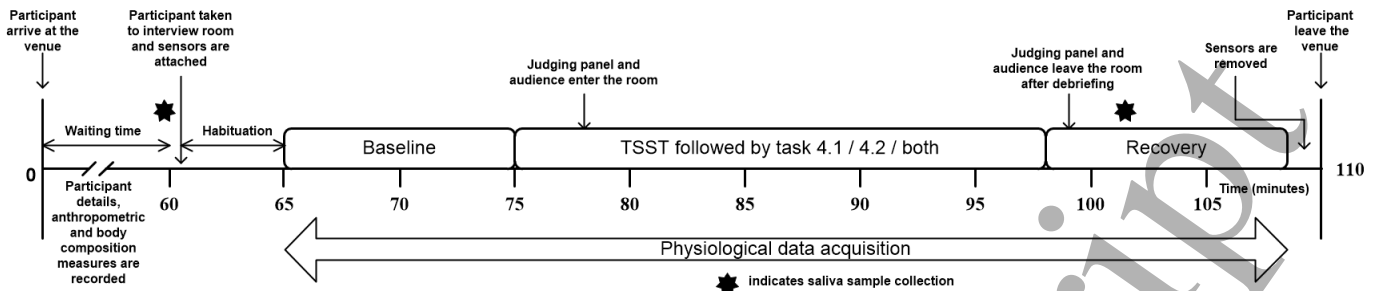 Participant
arrive at the
venue
Participant taken
to interview room
and sensors are
attached
Judging panel and
audience enter the room
Judging panel and
audience leave the room
after debriefing
Sensors are
removed
Participant
leave the
venue
Waiting time
Habituation
Baseline
TSST followed by task 4.1 / 4.2 / both
Recovery
0
60
65
70
75
80
85
90
95
100
105
Time (minutes)
110
Participant
details,
anthropometric
and body
composition
measures are
recorded
Physiological data acquisition
indicates saliva sample collection
ipt